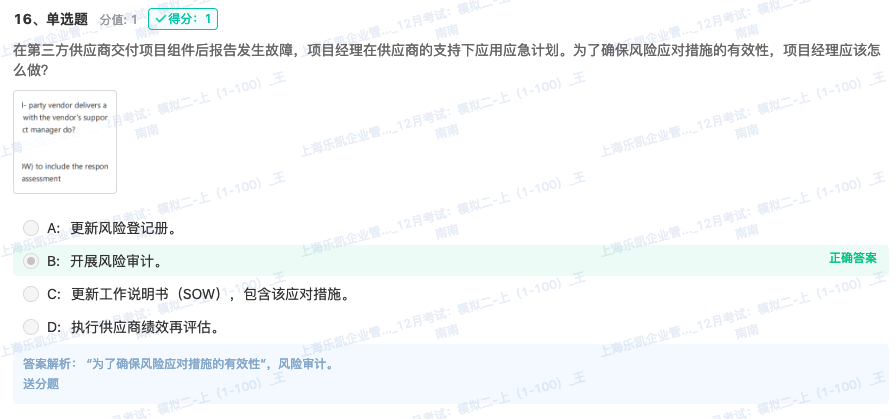 16、单选题 分值: 1 得分：1
在第三方供应商交付项目组件后报告发生故障，项目经理在供应商的支持下应用应急计划。为了确保风险应对措施的有效性，项目经理应该怎
么做?
l- party vendor delivers a
with the vendor's suppor
ct manager do?
)W) to include the respon
assessment
A: 更新风险登记册。
B: 开展风险审计。 正确答案
C: 更新工作说明书（SOW），包含该应对措施。
D: 执行供应商绩效再评估。
答案解析： “为了确保风险应对措施的有效性”，风险审计。
送分题
上海乐凯企业管..._12月考试：模拟二-上（1-100）_王
南南